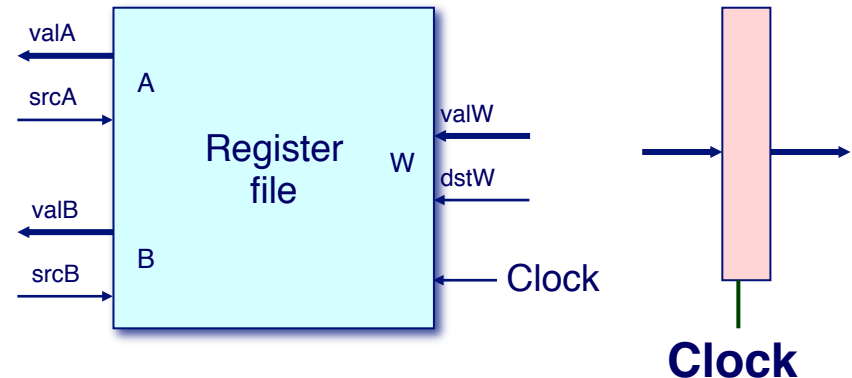 valA
A
srcA
Register
file
valB
B
srcB
valW
W
dstW
Clock
Clock